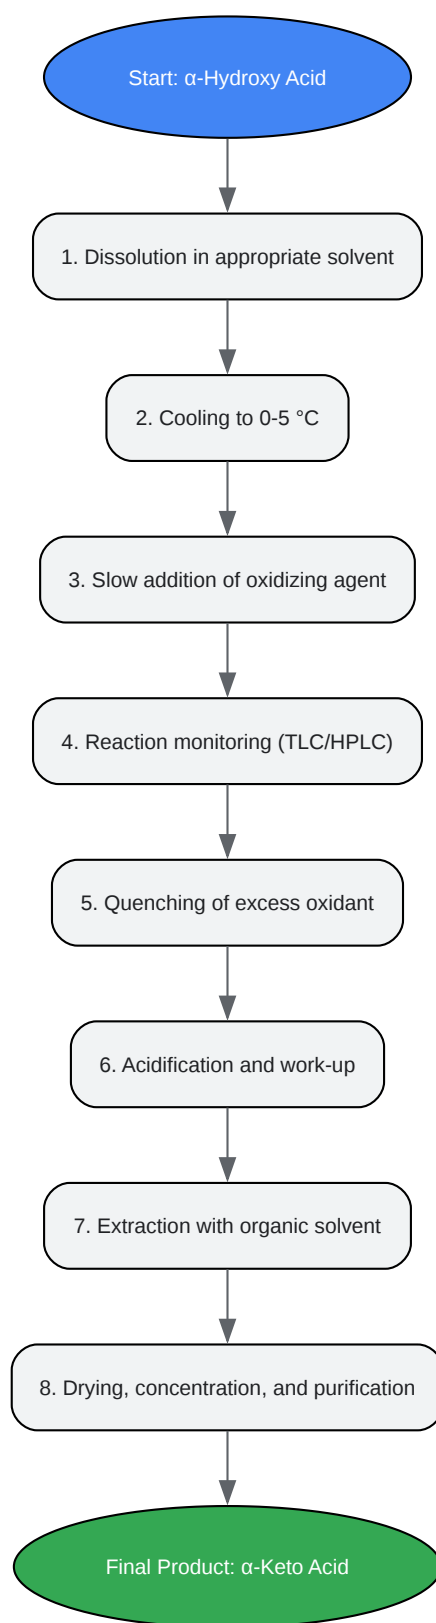 Start: α-Hydroxy Acid
1. Dissolution in appropriate solvent
2. Cooling to 0-5 °C
3. Slow addition of oxidizing agent
4. Reaction monitoring (TLC/HPLC)
5. Quenching of excess oxidant
6. Acidification and work-up
7. Extraction with organic solvent
8. Drying, concentration, and purification
Final Product: α-Keto Acid